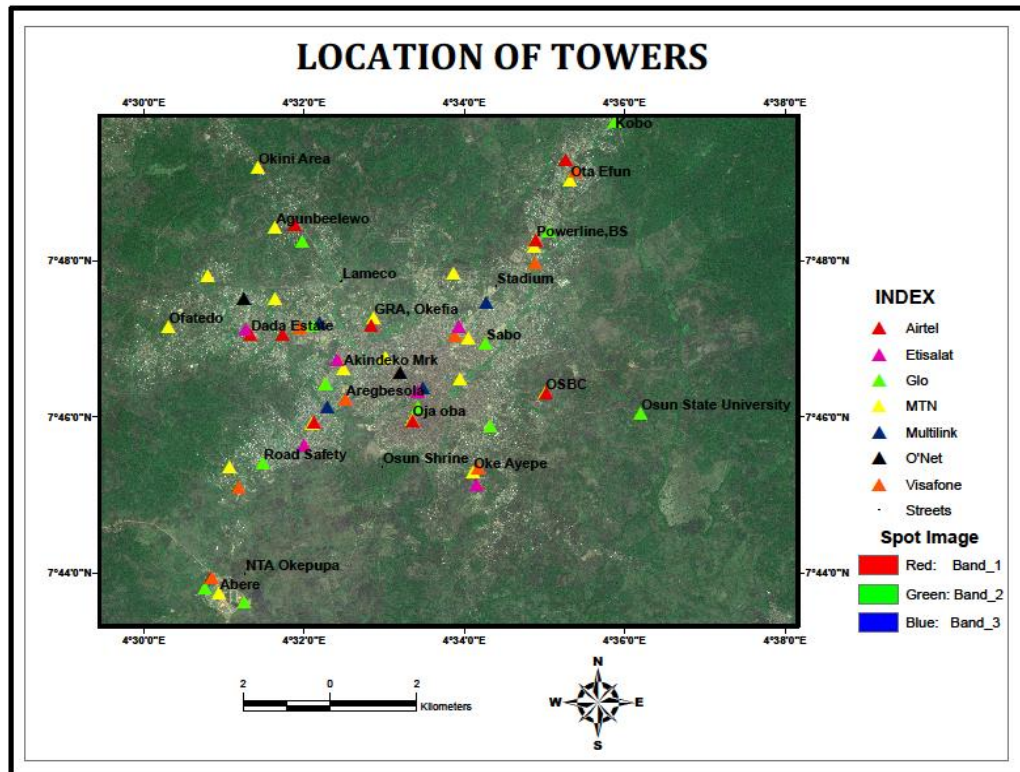 LOCATION OF TOWERS
4°30'0"E
4°32'0"E
4°34'0"E
4°36'0"E
4°38'0"E
Kobo
Okini Area
Ota Efun
Agunbeelewo
Powerline,BS
7°48'0"N
7°48'0"N
Lameco
Stadium
Ofatedo
Dada Estate
GRA, Okefia
Sabo
Akindeko Mrk
Aregbesola
OSBC
7°46'0"N
7°46'0"N
Oja oba
Osun State University
Road Safety
Osun Shrine
Oke Ayepe
NTA Okepupa
7°44'0"N
7°44'0"N
Abere
4°30'0"E
4°32'0"E
4°34'0"E
4°36'0"E
4°38'0"E
INDEX
Airtel
Etisalat
Glo
MTN
Multilink
O'Net
Visafone
Streets
Spot Image
Red: Band_1
Green: Band_2
Blue: Band_3
2 0 2
Kilometers
N
W E
S